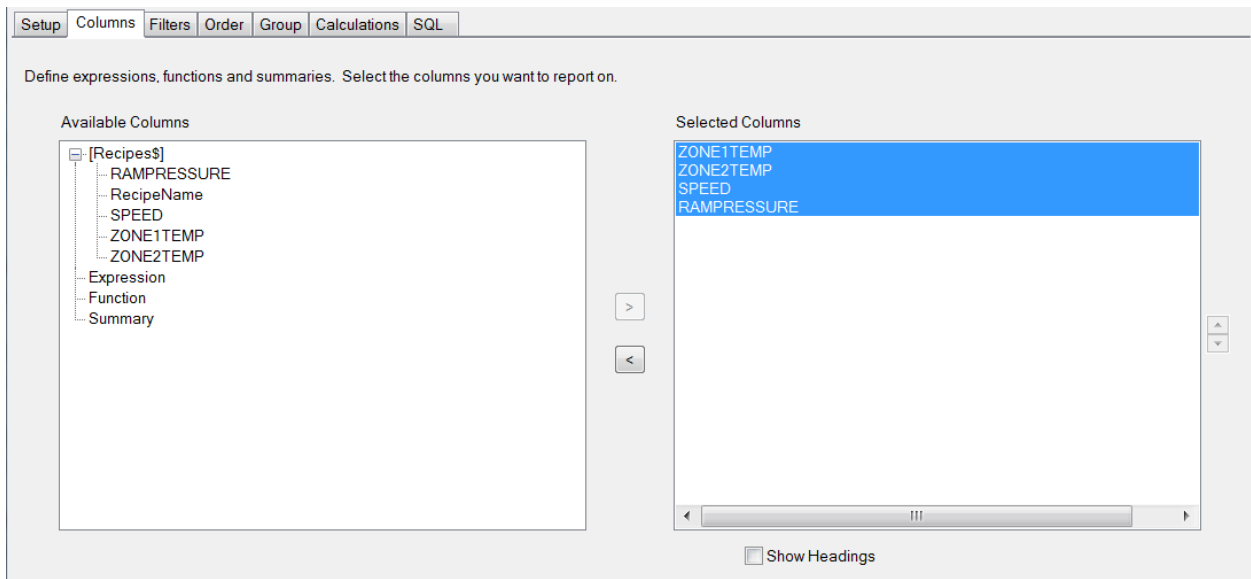 Setup Columns Filters Order Group Calculations SQL
Define expressions, functions and summaries. Select the columns you want to report on.
Available Columns
[Recipes$]
RAMPRESSURE
RecipeName
SPEED
ZONE1TEMP
ZONE2TEMP
Expression
Function
Summary
>
<
Selected Columns
ZONE1TEMP
ZONE2TEMP
SPEED
RAMPRESSURE
Show Headings